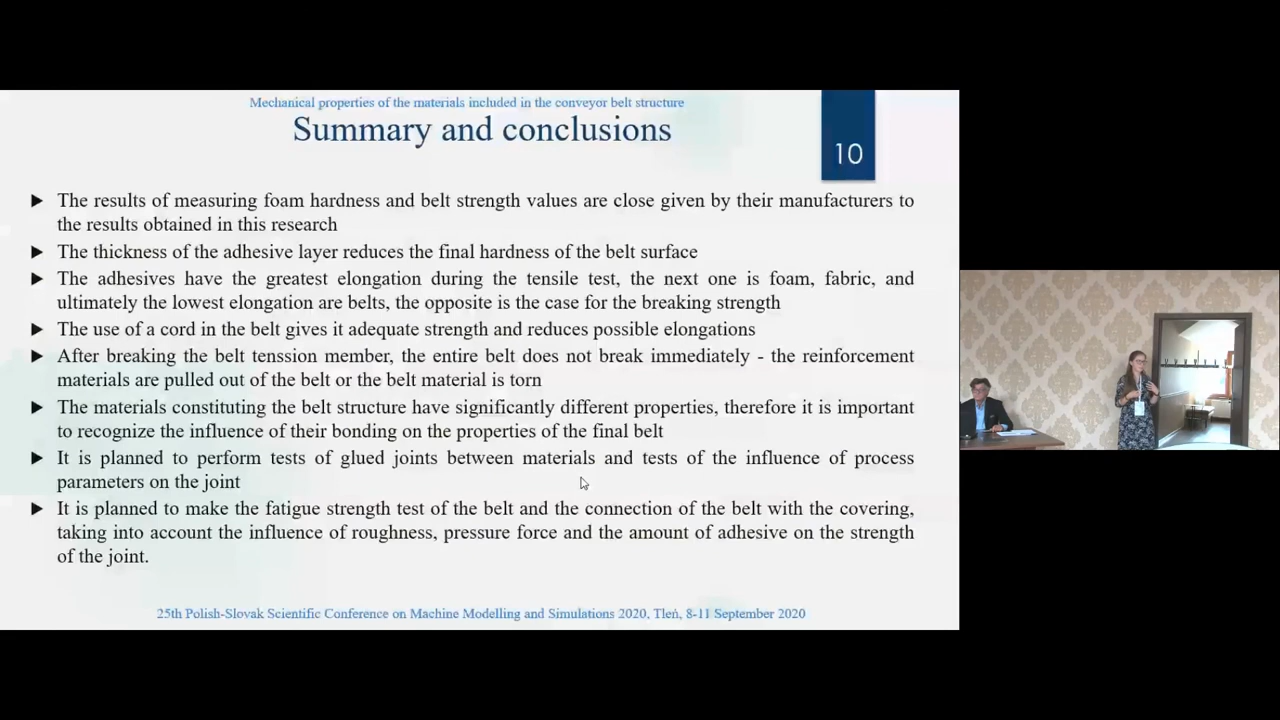 Mechanical properties of the materials included in the conveyor belt structure
Summary and conclusions
10
The results of measuring foam hardness and belt strength values are close given by their manufacturers to
the results obtained in this research
The thickness of the adhesive layer reduces the final hardness of the belt surface
The adhesives have the greatest elongation during the tensile test, the next one is foam, fabric, and
ultimately the lowest elongation are belts, the opposite is the case for the breaking strength
The use of a cord in the belt gives it adequate strength and reduces possible elongations
After breaking the belt tenssion member, the entire belt does not break immediately - the reinforcement
materials are pulled out of the belt or the belt material is torn
The materials constituting the belt structure have significantly different properties, therefore it is important
to recognize the influence of their bonding on the properties of the final belt
It is planned to perform tests of glued joints between materials and tests of the influence of process
parameters on the joint
It is planned to make the fatigue strength test of the belt and the connection of the belt with the covering,
taking into account the influence of roughness, pressure force and the amount of adhesive on the strength
of the joint.
25th Polish-Slovak Scientific Conference on Machine Modelling and Simulations 2020, Tleń, 8-11 September 2020